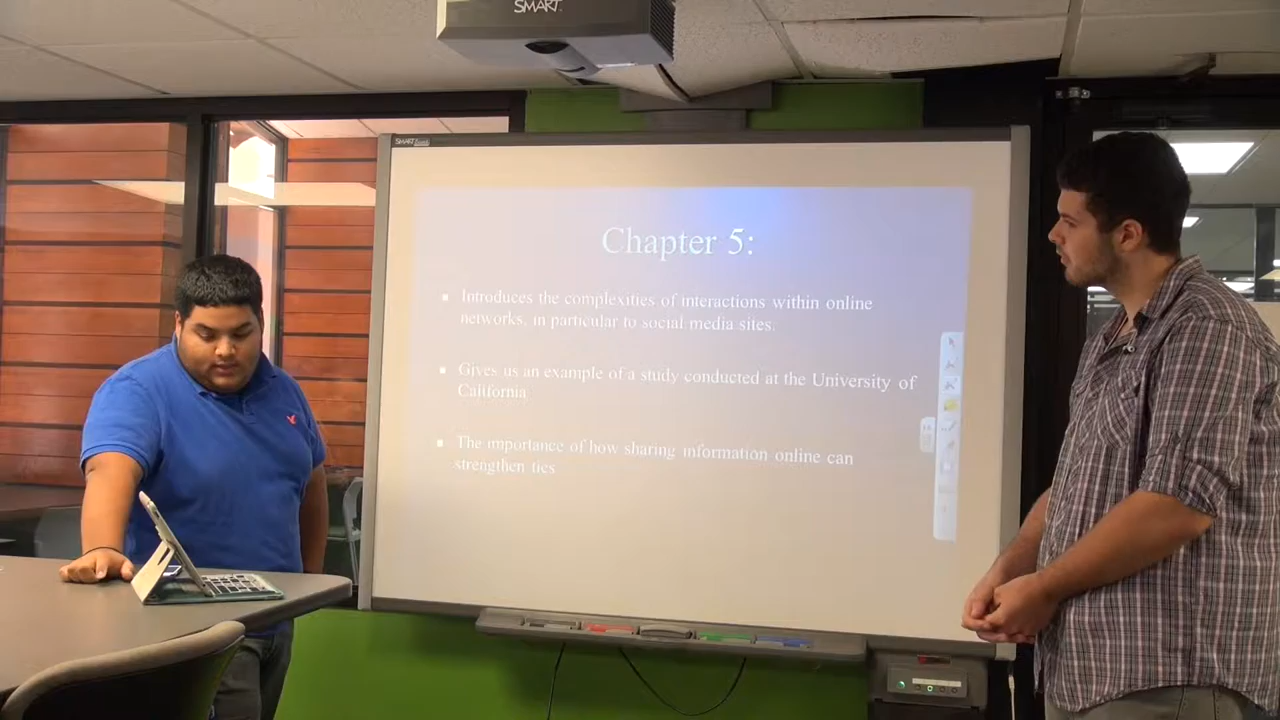 SMART
SMART
Chapter 5:
Introduces the complexities of interactions within online
networks, in particular to social media sites.
Gives us an example of a study conducted at the University of
California
The importance of how sharing information online can
strengthen ties